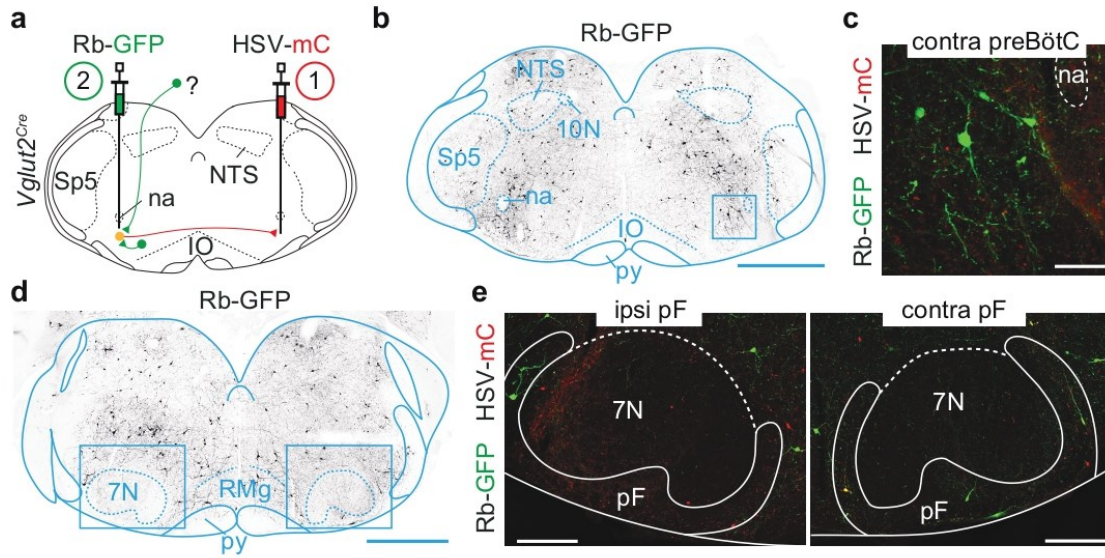 a
Rb-GFP
HSV-mC
2
1
?
Vglut2Cre
Sp5
NTS
na
IO
b
Rb-GFP
NTS
10N
Sp5
na
IO
py
c
contra preBötC
Rb-GFP HSV-mC
na
d
Rb-GFP
7N
RMg
py
e
ipsi pF
contra pF
Rb-GFP HSV-mC
7N
pF
7N
pF